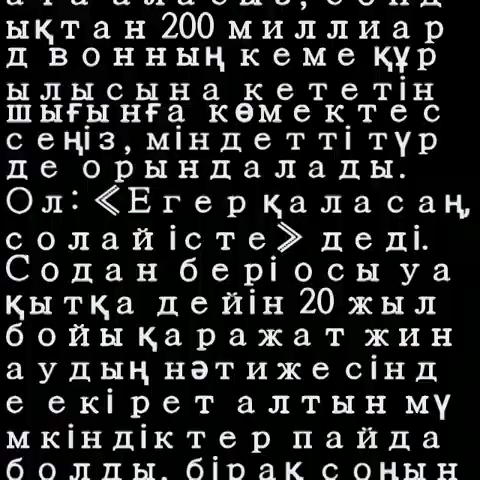 ықтан 200 миллиар
д вонның кеме құр
ылысына кететін
шығынға көмектес
сеңіз, міндетті түр
де орындалады.
Ол: 《Егер қаласаң,
солай істе》 деді.
Содан бері осы уа
қытқа дейін 20 жыл
бойы қаражат жин
аудың нәтижесінд
е екі рет алтын мү
мкіндіктер пайда
болды, бірақ соның